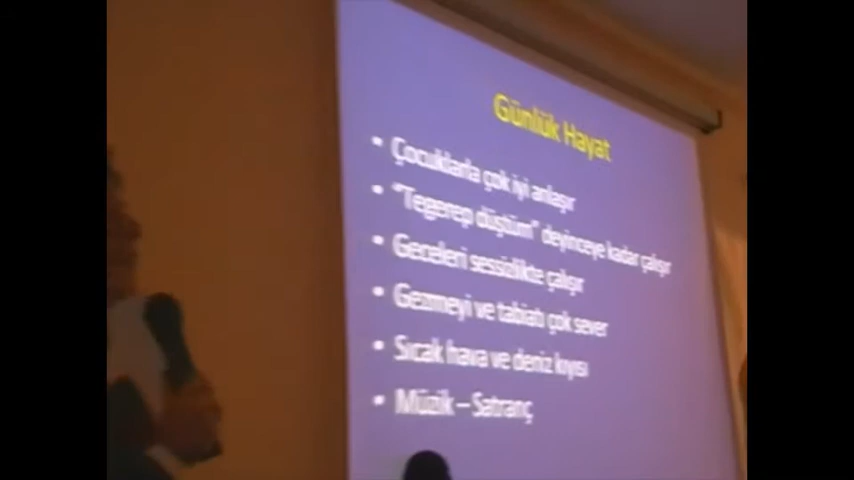 Günlük Hayat
• Çocuklarla çok iyi anlaşır
• "Tegerep düştüm" deyinceye kadar çalışır
• Geceleri sessizlikte çalışır
• Gezmeyi ve tabiatı çok sever
• Sıcak hava ve deniz kıyısı
• Müzik – Satranç